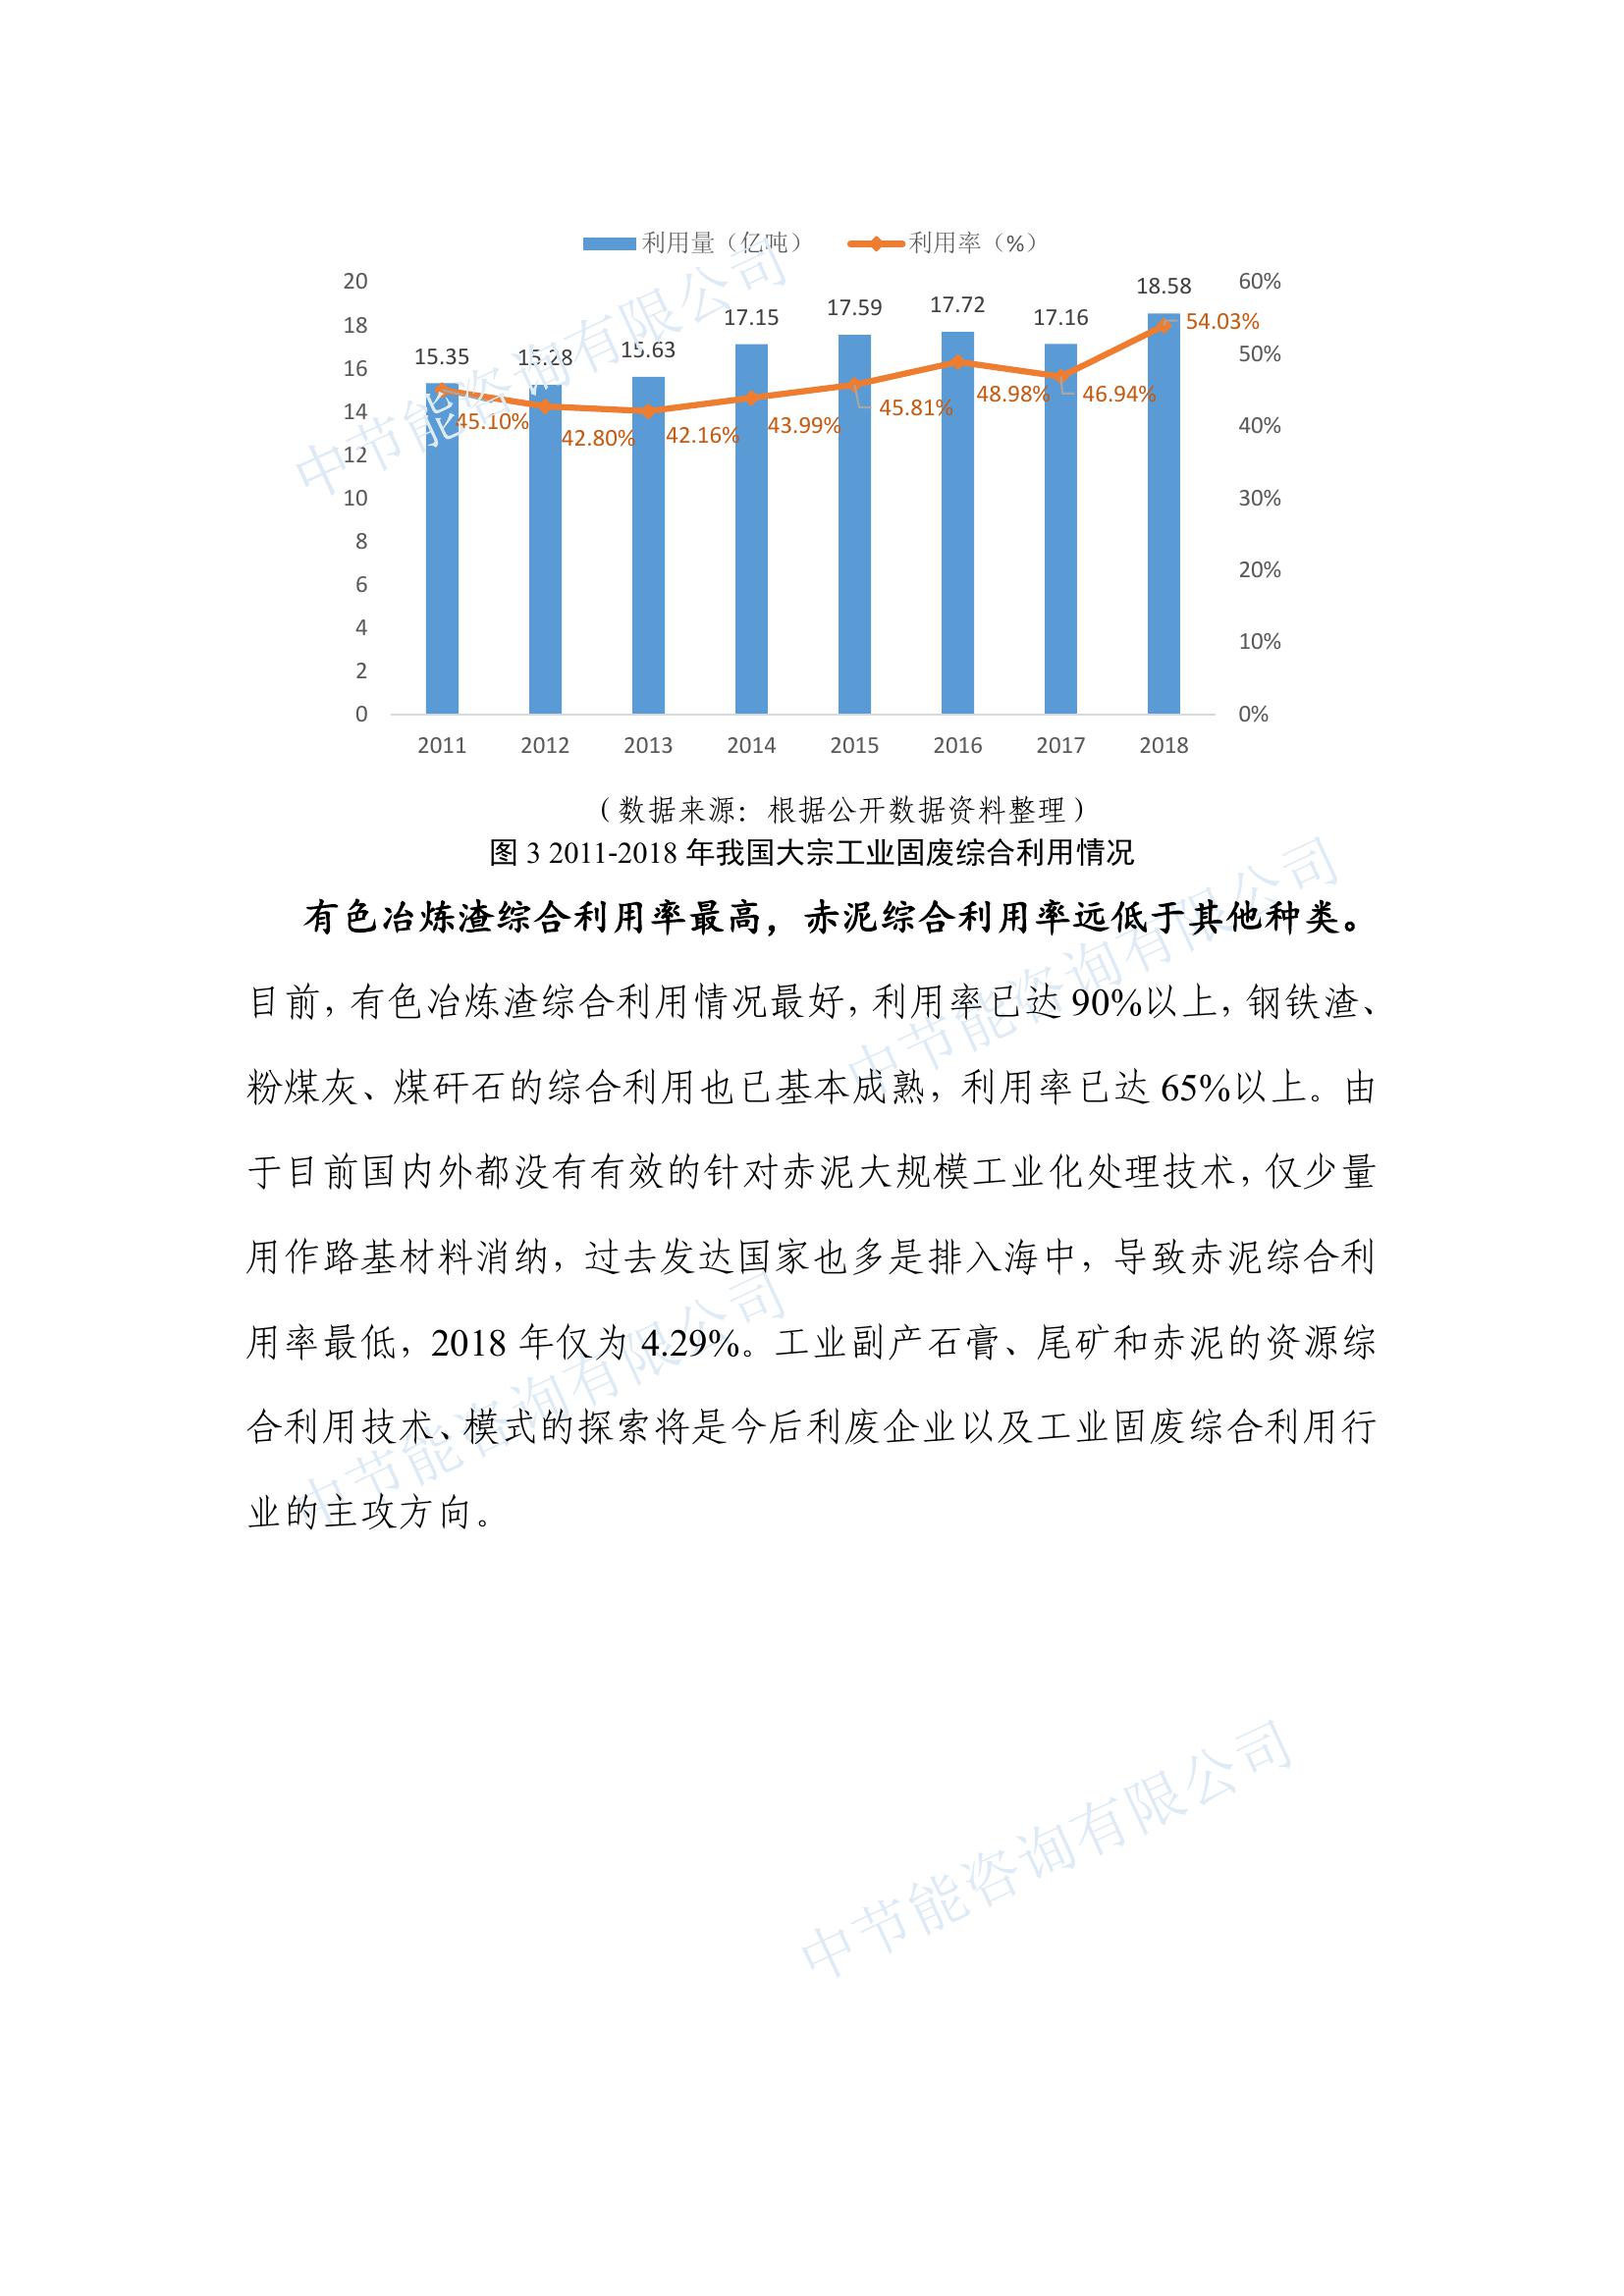 利用量（亿吨） 利用率（%）
20 18.58 60%
18 17.15 17.59 17.72 17.16 54.03%
16 15.35 15.28 15.63 50%
14 45.10% 42.80% 42.16% 43.99% 45.81% 48.98% 46.94%
12 40%
10 30%
8
6 20%
4 10%
2
0 0%
2011 2012 2013 2014 2015 2016 2017 2018
（数据来源：根据公开数据资料整理）
图 3 2011-2018 年我国大宗工业固废综合利用情况
有色冶炼渣综合利用率最高，赤泥综合利用率远低于其他种类。
目前，有色冶炼渣综合利用情况最好，利用率已达 90%以上，钢铁渣、
粉煤灰、煤矸石的综合利用也已基本成熟，利用率已达 65%以上。由
于目前国内外都没有有效的针对赤泥大规模工业化处理技术，仅少量
用作路基材料消纳，过去发达国家也多是排入海中，导致赤泥综合利
用率最低，2018 年仅为 4.29%。工业副产石膏、尾矿和赤泥的资源综
合利用技术、模式的探索将是今后利废企业以及工业固废综合利用行
业的主攻方向。
中节能咨询有限公司
中节能咨询有限公司
中节能咨询有限公司
中节能咨询有限公司